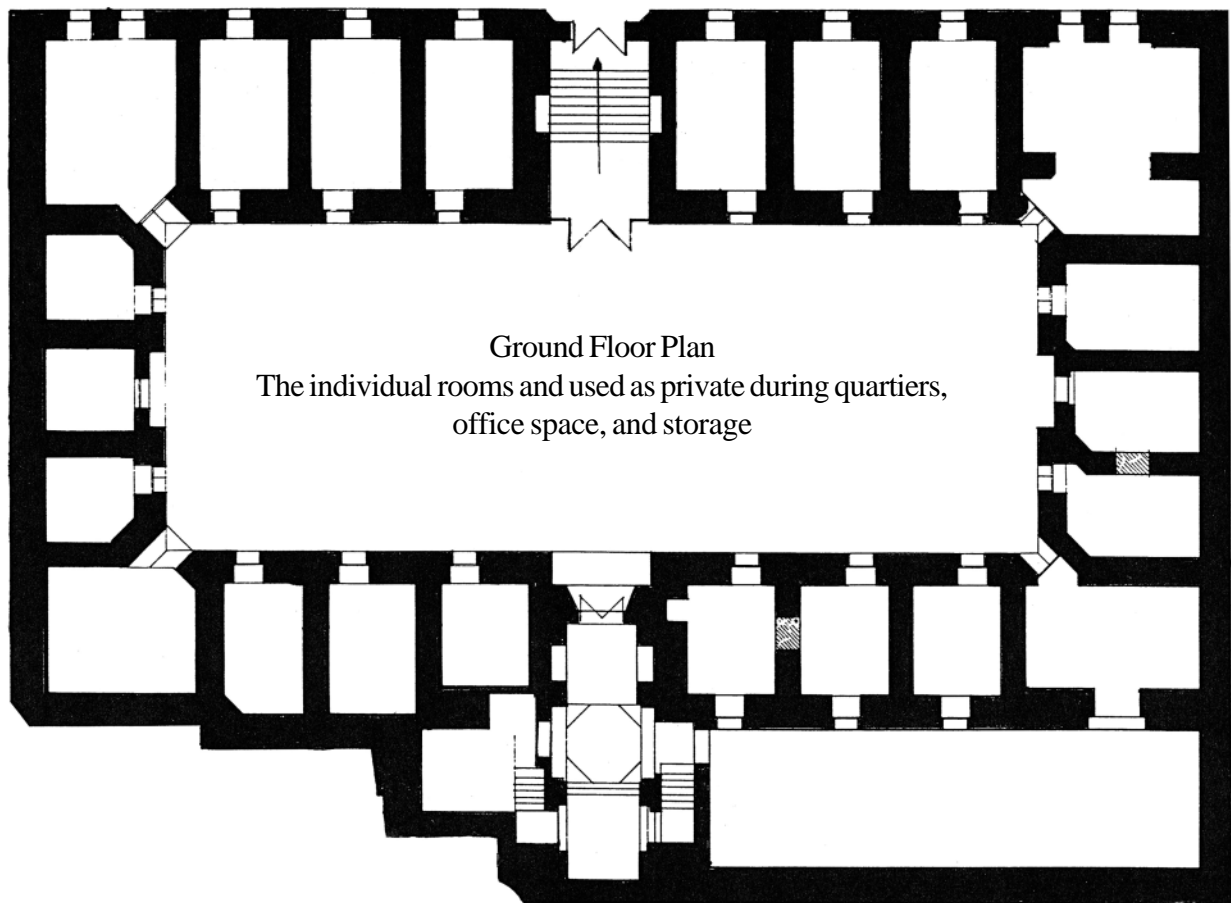 Ground Floor Plan
The individual rooms and used as private during quartiers,
office space, and storage